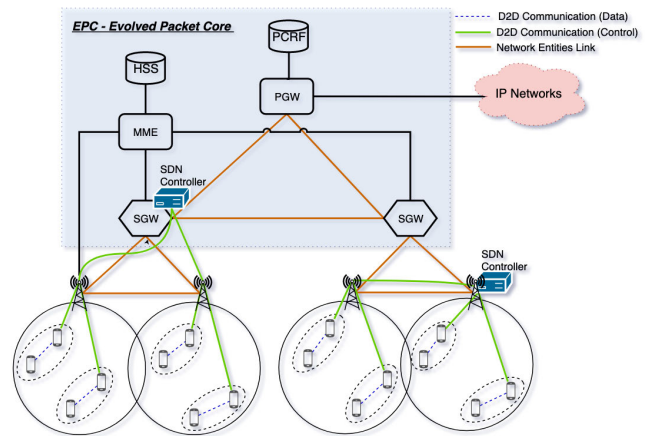 EPC - Evolved Packet Core
D2D Communication (Data)
D2D Communication (Control)
Network Entities Link
PCRF
HSS
PGW
IP Networks
MME
SDN
Controller
SGW
SGW
SDN
Controller